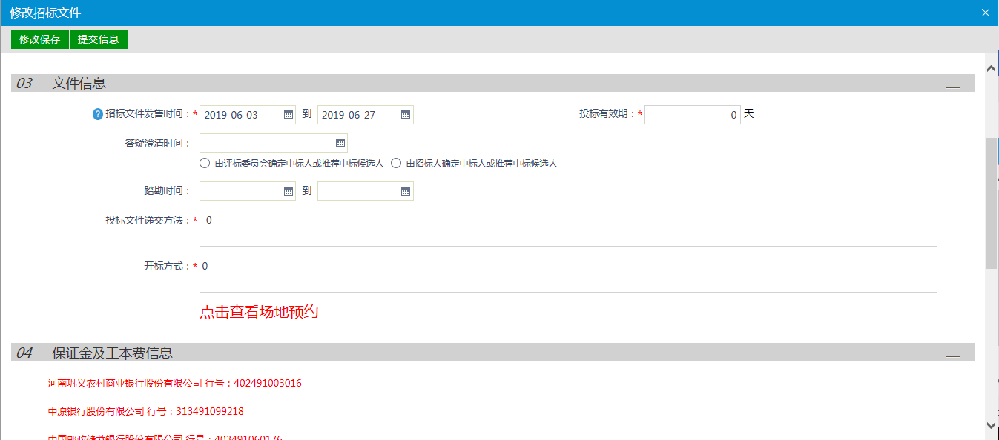 修改招标文件
修改保存 提交信息
03 文件信息
招标文件发售时间：* 2019-06-03 到 2019-06-27 投标有效期：* 0 天
答疑澄清时间：
由评标委员会确定中标人或推荐中标候选人 由招标人确定中标人或推荐中标候选人
踏勘时间： 到
投标文件递交方法：* -0
开标方式：* 0
点击查看场地预约
04 保证金及工本费信息
河南巩义农村商业银行股份有限公司 行号：402491003016
中原银行股份有限公司 行号：313491099218
中国邮政储蓄银行股份有限公司 行号：403491060176